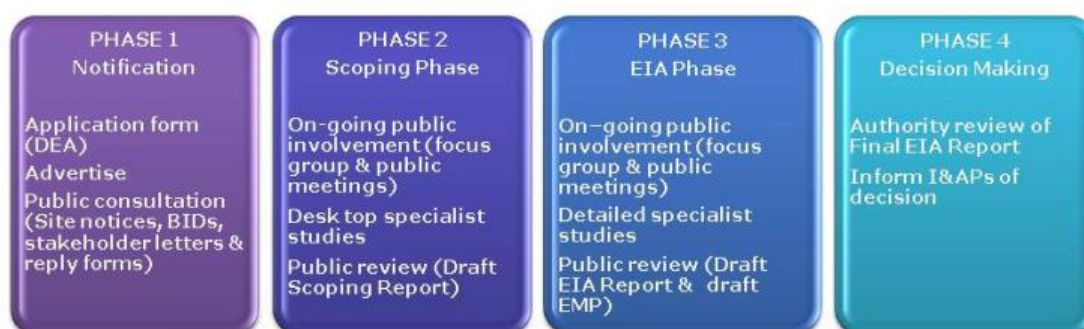 PHASE 1
Notification
Application form
(DEA)
Advertise
Public consultation
(Site notices, BIDs,
stakeholder letters &
reply forms)
PHASE 2
Scoping Phase
On-going public
involvement (focus
group & public
meetings)
Desk top specialist
studies
Public review (Draft
Scoping Report)
PHASE 3
EIA Phase
On–going public
involvement (focus
group & public
meetings)
Detailed specialist
studies
Public review (Draft
EIA Report & draft
EMP)
PHASE 4
Decision Making
Authority review of
Final EIA Report
Inform I&APs of
decision